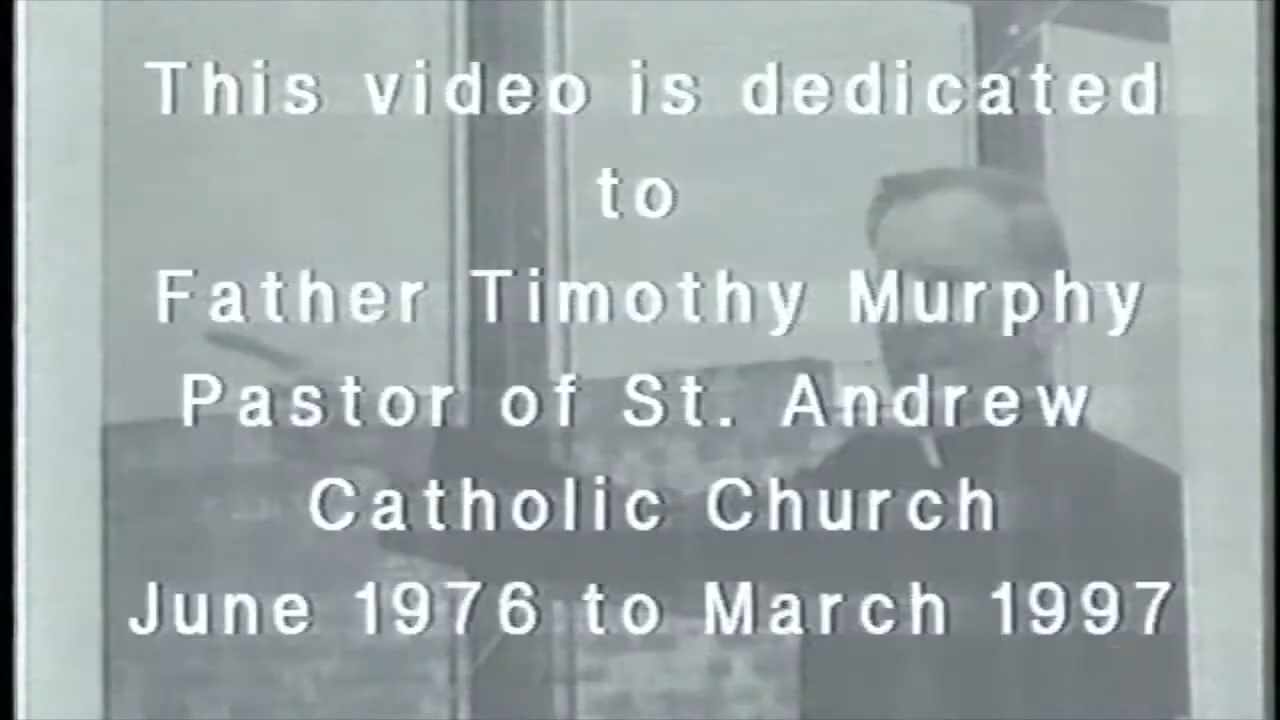 This video is dedicated
to
Father Timothy Murphy
Pastor of St. Andrew
Catholic Church
June 1976 to March 1997